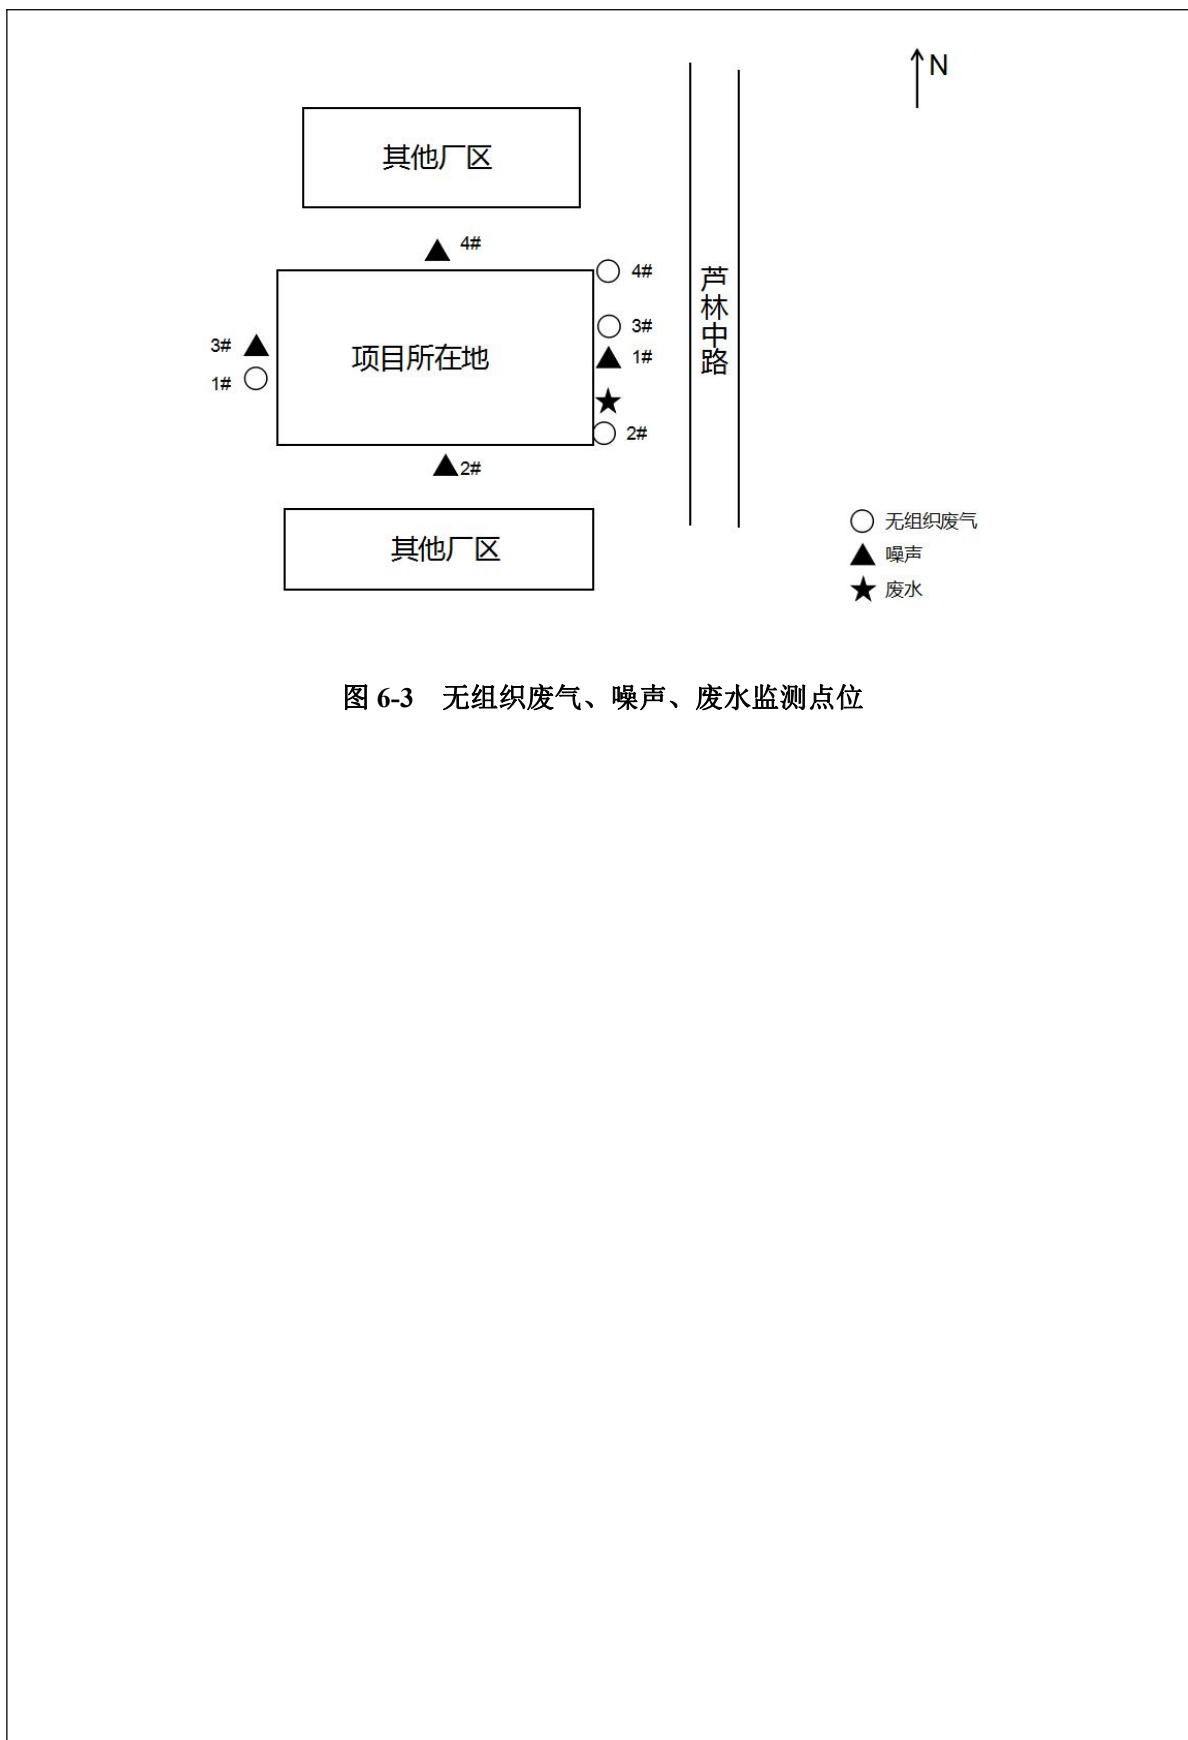 N
其他厂区
4#
4#
芦林中路
3#
3#
项目所在地
1#
1#
2#
2#
其他厂区
无组织废气
噪声
废水
图 6-3 无组织废气、噪声、废水监测点位